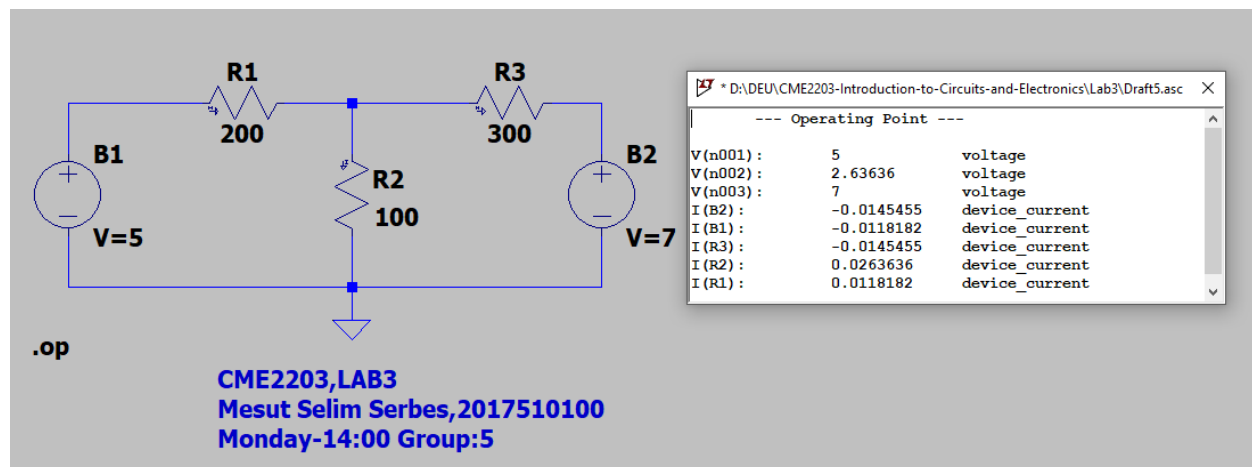 R1
200
R3
300
B1
V=5
R2
100
B2
V=7
.op
CME2203,LAB3
Mesut Selim Serbes,2017510100
Monday-14:00 Group:5
* D:\DEU\CME2203-Introduction-to-Circuits-and-Electronics\Lab3\Draft5.asc
--- Operating Point ---
V(n001): 5 voltage
V(n002): 2.63636 voltage
V(n003): 7 voltage
I(B2): -0.0145455 device_current
I(B1): -0.0118182 device_current
I(R3): -0.0145455 device_current
I(R2): 0.0263636 device_current
I(R1): 0.0118182 device_current